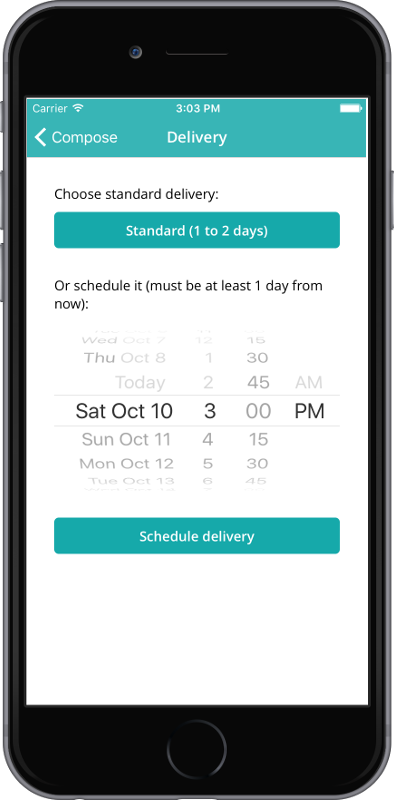 Carrier 3:03 PM
Compose Delivery
Choose standard delivery:
Standard (1 to 2 days)
Or schedule it (must be at least 1 day from
now):
Wed Oct 7 12 15
Thu Oct 8 1 30
Today 2 45 AM
Sat Oct 10 3 00 PM
Sun Oct 11 4 15
Mon Oct 12 5 30
Tue Oct 13 6 45
Schedule delivery